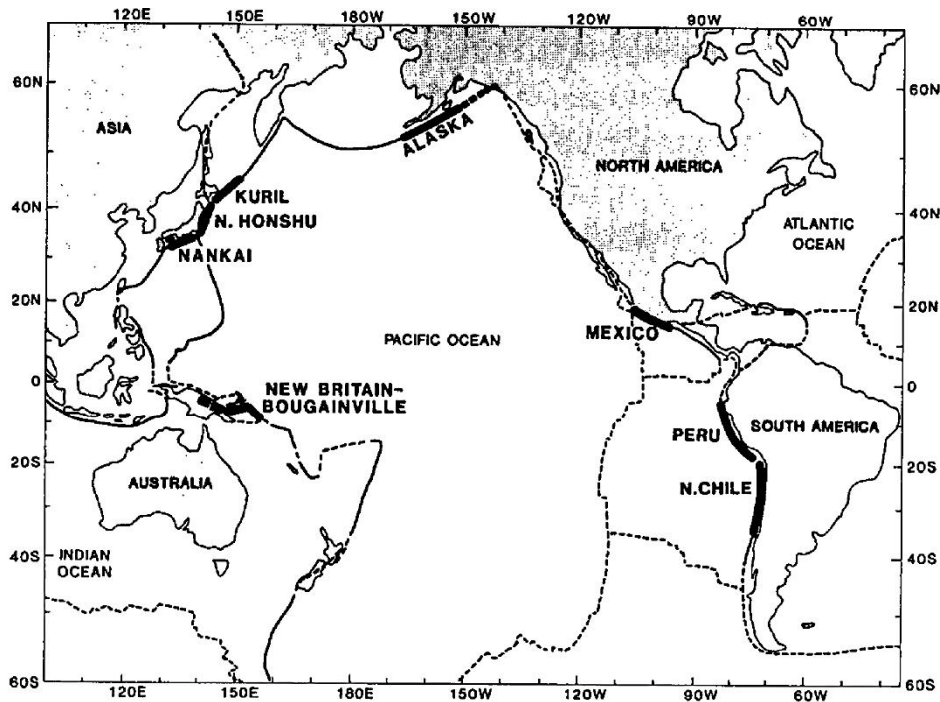 120E 150E 180E 150W 120W 90W 60W
60N
60N
ASIA
ALASKA
NORTH AMERICA
KURIL
40N
40N
N. HONSHU
ATLANTIC
OCEAN
NANKAI
20N
20N
MEXICO
PACIFIC OCEAN
0
0
NEW BRITAIN-
BOUGAINVILLE
SOUTH AMERICA
PERU
20S
20S
AUSTRALIA
N.CHILE
INDIAN
OCEAN
40S
40S
60S
60S
120E 150E 180E 150W 120W 90W 60W